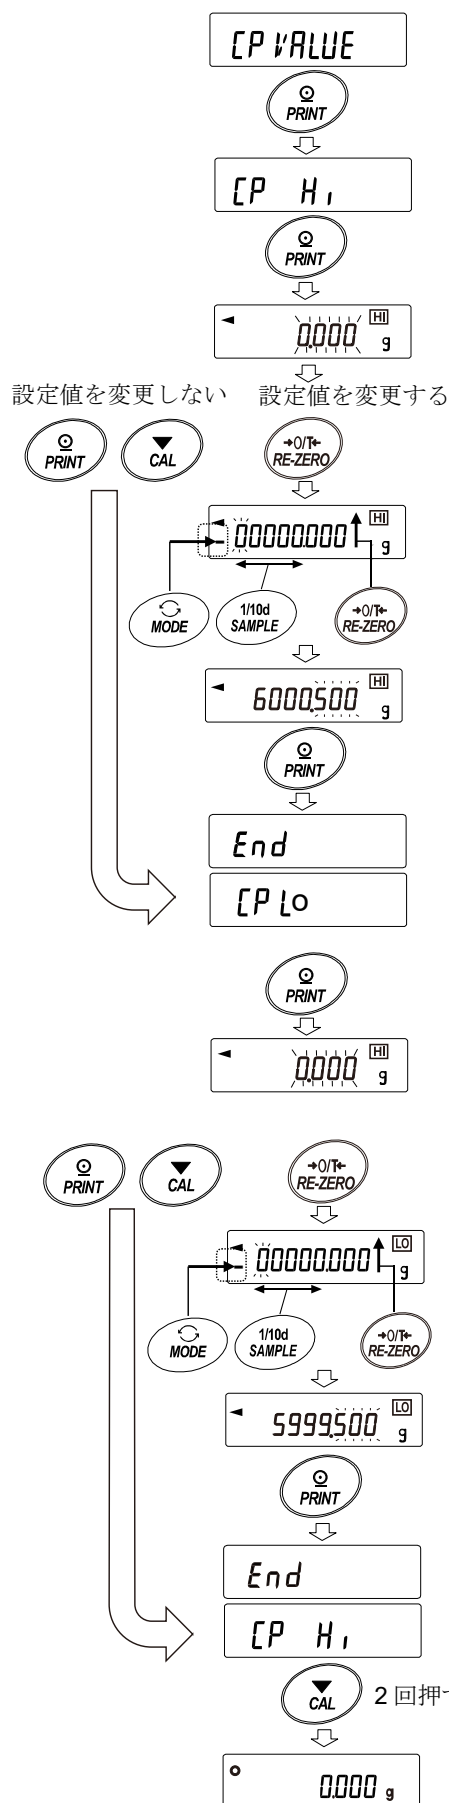 CP VALUE
PRINT
CP Hi
PRINT
HI
0.000 g
設定値を変更しない 設定値を変更する
PRINT CAL →0/T← RE-ZERO
HI
00000.000 g
MODE 1/10d SAMPLE →0/T← RE-ZERO
HI
6000.500 g
PRINT
End
CP Lo
PRINT
HI
0.000 g
PRINT CAL →0/T← RE-ZERO
LO
00000.000 g
MODE 1/10d SAMPLE →0/T← RE-ZERO
LO
5999.500 g
PRINT
End
CP Hi
CAL 2回押
0.000 g